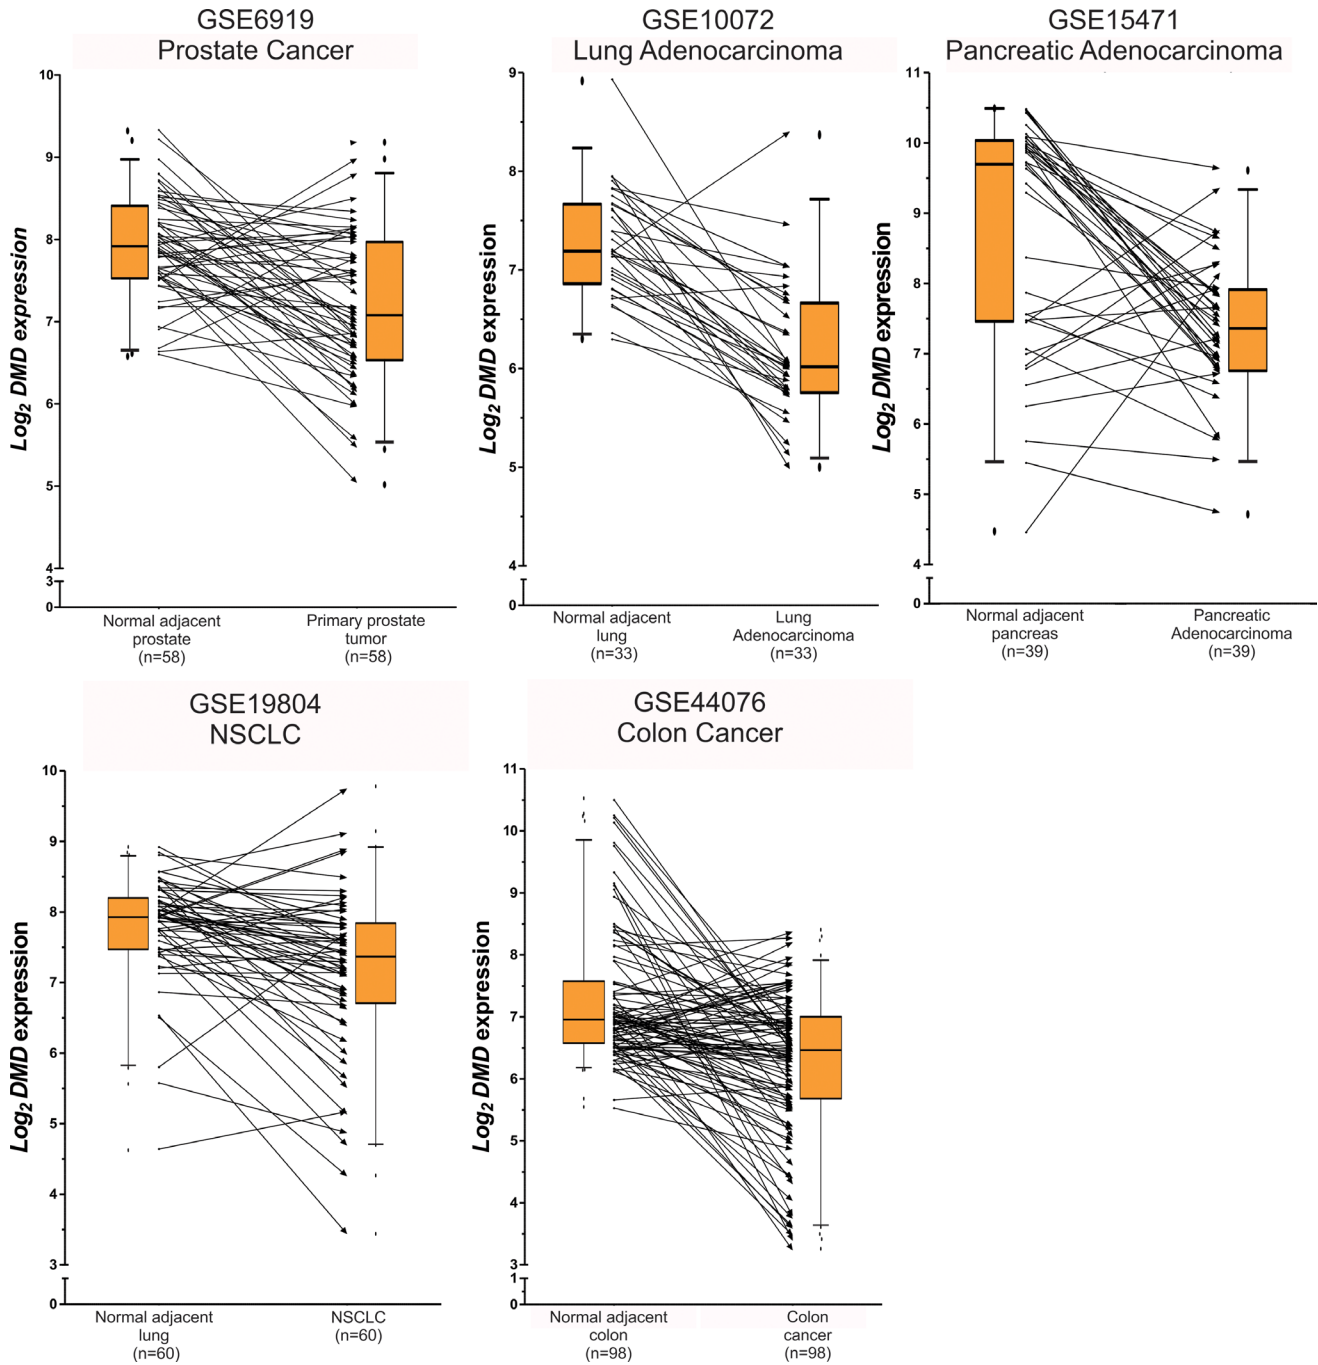 GSE6919
Prostate Cancer
10
9
8
7
6
5
4
3
0
Log2 DMD expression
Normal adjacent
prostate
(n=58)
Primary prostate
tumor
(n=58)
GSE10072
Lung Adenocarcinoma
9
8
7
6
5
4
0
Log2 DMD expression
Normal adjacent
lung
(n=33)
Lung
Adenocarcinoma
(n=33)
GSE15471
Pancreatic Adenocarcinoma
11
10
9
8
7
6
5
4
0
Log2 DMD expression
Normal adjacent
pancreas
(n=39)
Pancreatic
Adenocarcinoma
(n=39)
GSE19804
NSCLC
10
9
8
7
6
5
4
3
0
Log2 DMD expression
Normal adjacent
lung
(n=60)
NSCLC
(n=60)
GSE44076
Colon Cancer
11
10
9
8
7
6
5
4
3
1
0
Log2 DMD expression
Normal adjacent
colon
(n=98)
Colon
cancer
(n=98)